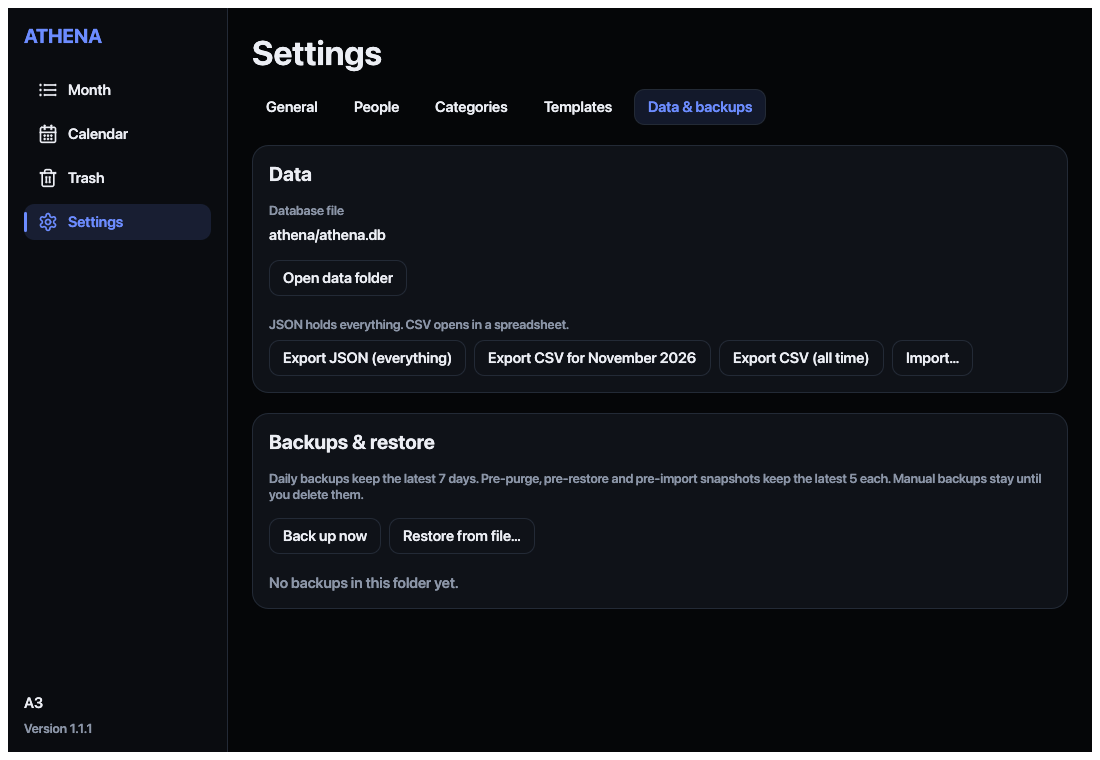 ATHENA
Month
Calendar
Trash
Settings
A3
Version 1.1.1
Settings
General People Categories Templates Data & backups
Data
Database file
athena/athena.db
Open data folder
JSON holds everything. CSV opens in a spreadsheet.
Export JSON (everything) Export CSV for November 2026 Export CSV (all time) Import...
Backups & restore
Daily backups keep the latest 7 days. Pre-purge, pre-restore and pre-import snapshots keep the latest 5 each. Manual backups stay until
you delete them.
Back up now Restore from file...
No backups in this folder yet.